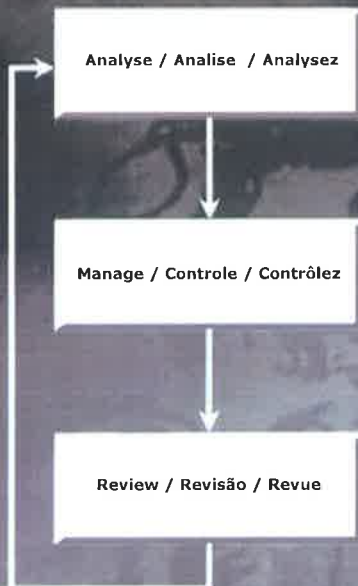 Analyse / Analise / Analysez
Manage / Controle / Contrôlez
Review / Revisão / Revue